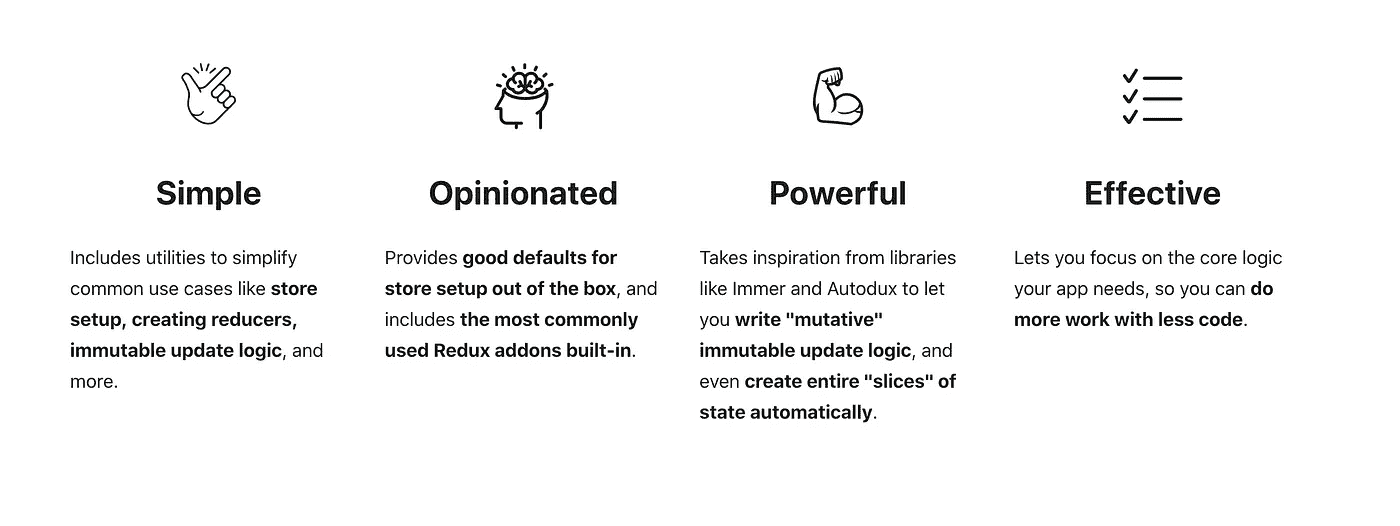 Simple
Includes utilities to simplify
common use cases like store
setup, creating reducers,
immutable update logic, and
more.
Opinionated
Provides good defaults for
store setup out of the box, and
includes the most commonly
used Redux addons built-in.
Powerful
Takes inspiration from libraries
like Immer and Autodux to let
you write "mutative"
immutable update logic, and
even create entire "slices" of
state automatically.
Effective
Lets you focus on the core logic
your app needs, so you can do
more work with less code.